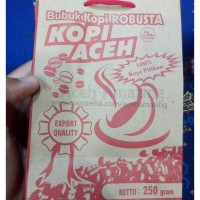 Bubuk Kopi ROBUSTA
KOPI
ACEH
100%
Kopi Pilihan
EXPORT
QUALITY
NETTO : 250 gram